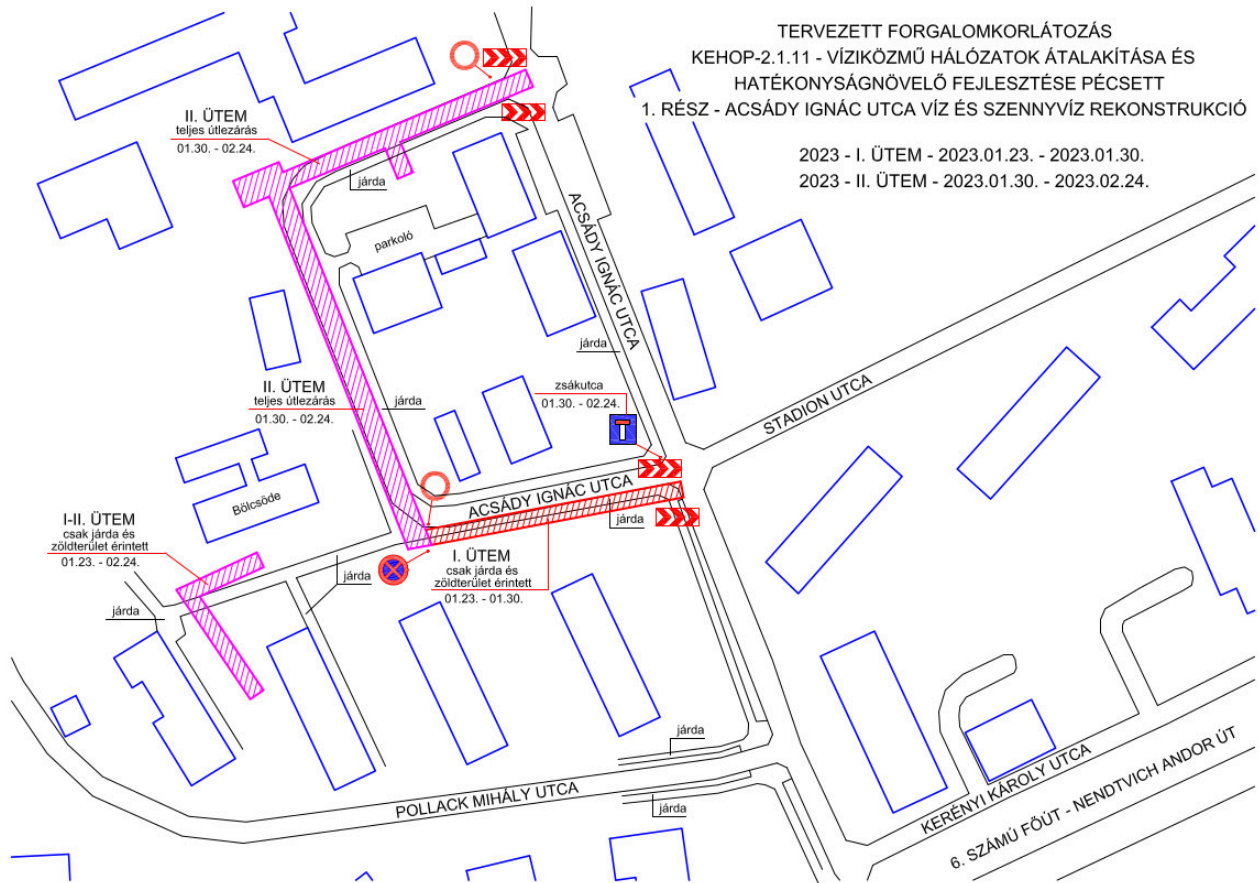 TERVEZETT FORGALOMKORLÁTOZÁS
KEHOP-2.1.11 - VÍZIKÖZMŰ HÁLÓZATOK ÁTALAKÍTÁSA ÉS
HATÉKONYSÁGNÖVELŐ FEJLESZTÉSE PÉCSETT
1. RÉSZ - ACSÁDY IGNÁC UTCA VÍZ ÉS SZENNYVÍZ REKONSTRUKCIÓ
2023 - I. ÜTEM - 2023.01.23. - 2023.01.30.
2023 - II. ÜTEM - 2023.01.30. - 2023.02.24.
II. ÜTEM
teljes útlezárás
01.30. - 02.24.
járda
parkoló
ACSÁDY IGNÁC UTCA
járda
zsákutca
01.30. - 02.24.
STADION UTCA
II. ÜTEM
teljes útlezárás
01.30. - 02.24.
járda
ACSÁDY IGNÁC UTCA
járda
Bölcsöde
I-II. ÜTEM
csak járda és
zöldterület érintett
01.23. - 02.24.
I. ÜTEM
csak járda és
zöldterület érintett
01.23. - 01.30.
járda
járda
járda
POLLACK MIHÁLY UTCA
járda
KERÉNYI KÁROLY UTCA
6. SZÁMÚ FŐÚT - NENDTVICH ANDOR ÚT